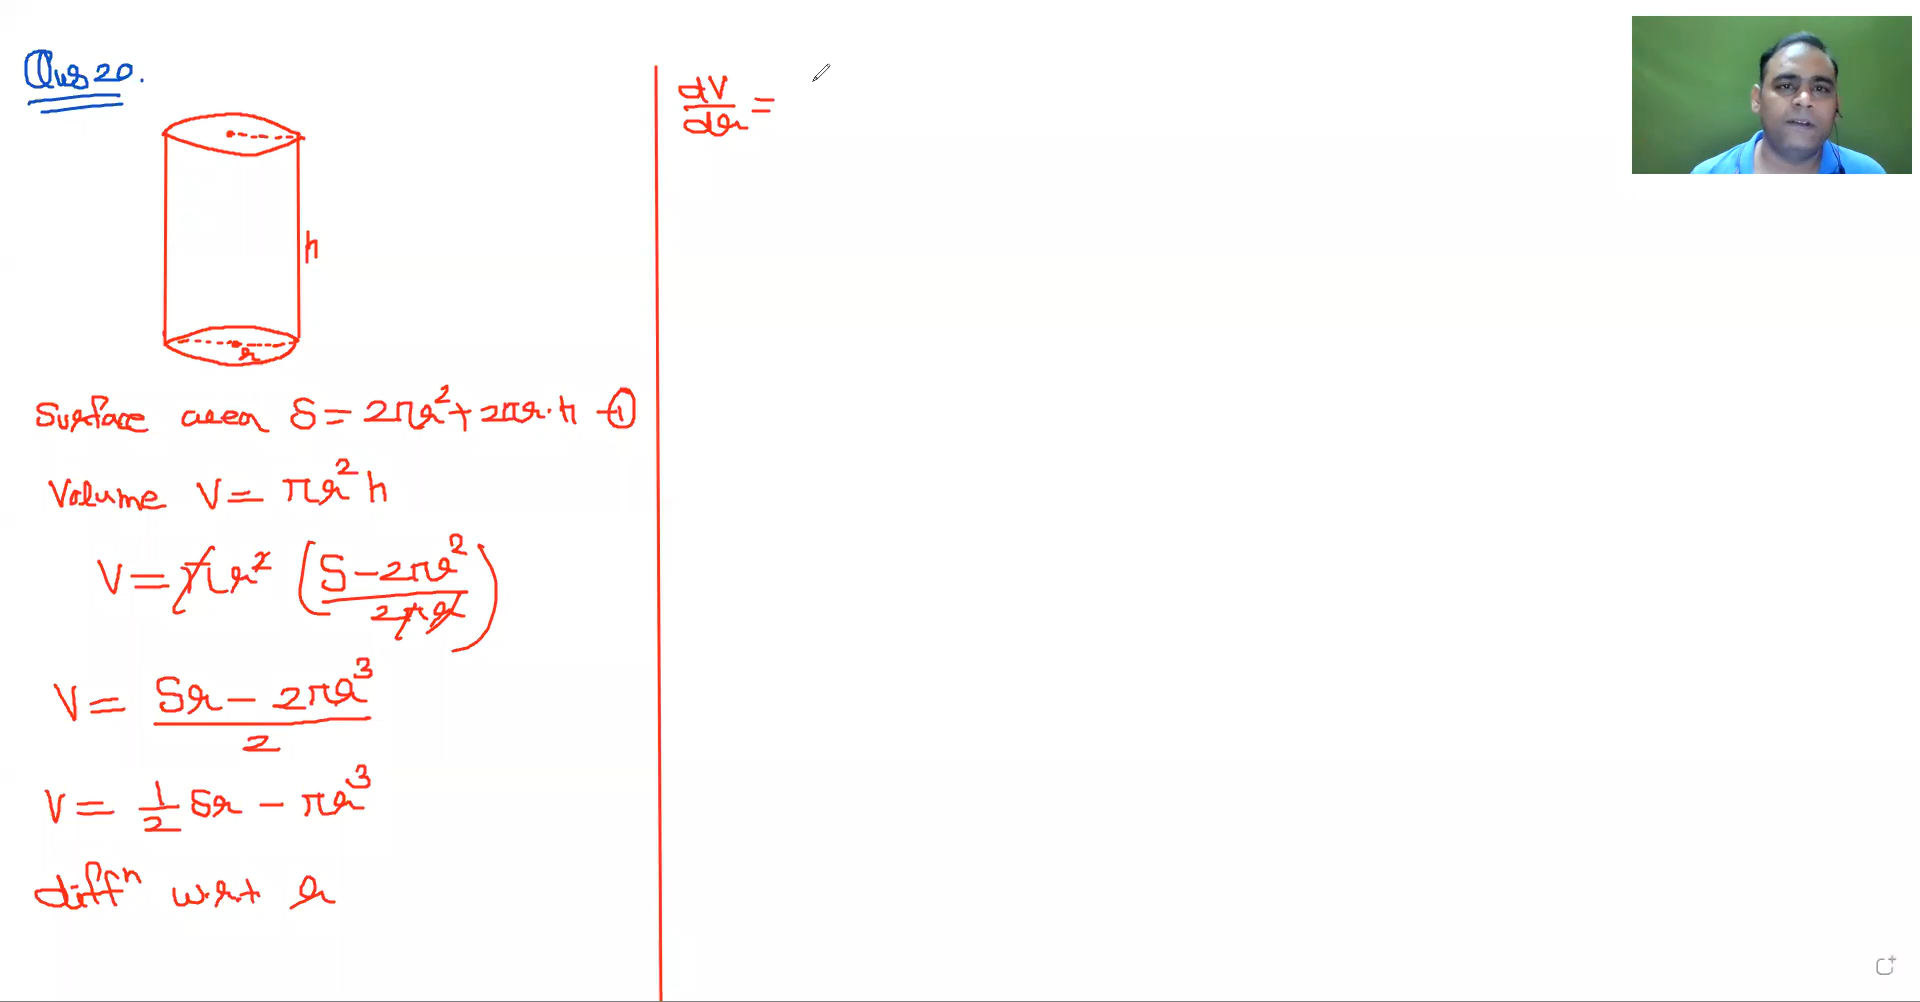 Qus 20.
h
r
Surface area S = 2πr² + 2πr·h —①
Volume V = πr²h
V = πr² (S - 2πr² / 2πr)
V = Sr - 2πr³ / 2
V = 1/2 Sr - πr³
diffⁿ w.r.t r
dV/dr =